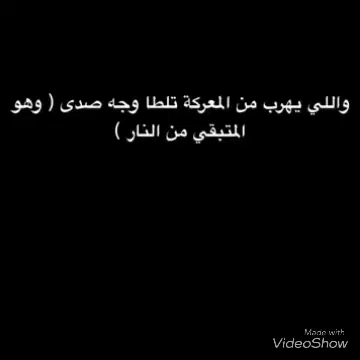 واللي يهرب من المعركة تلطا وجه صدى ( وهو
المتبقي من النار )
Made with
VideoShow